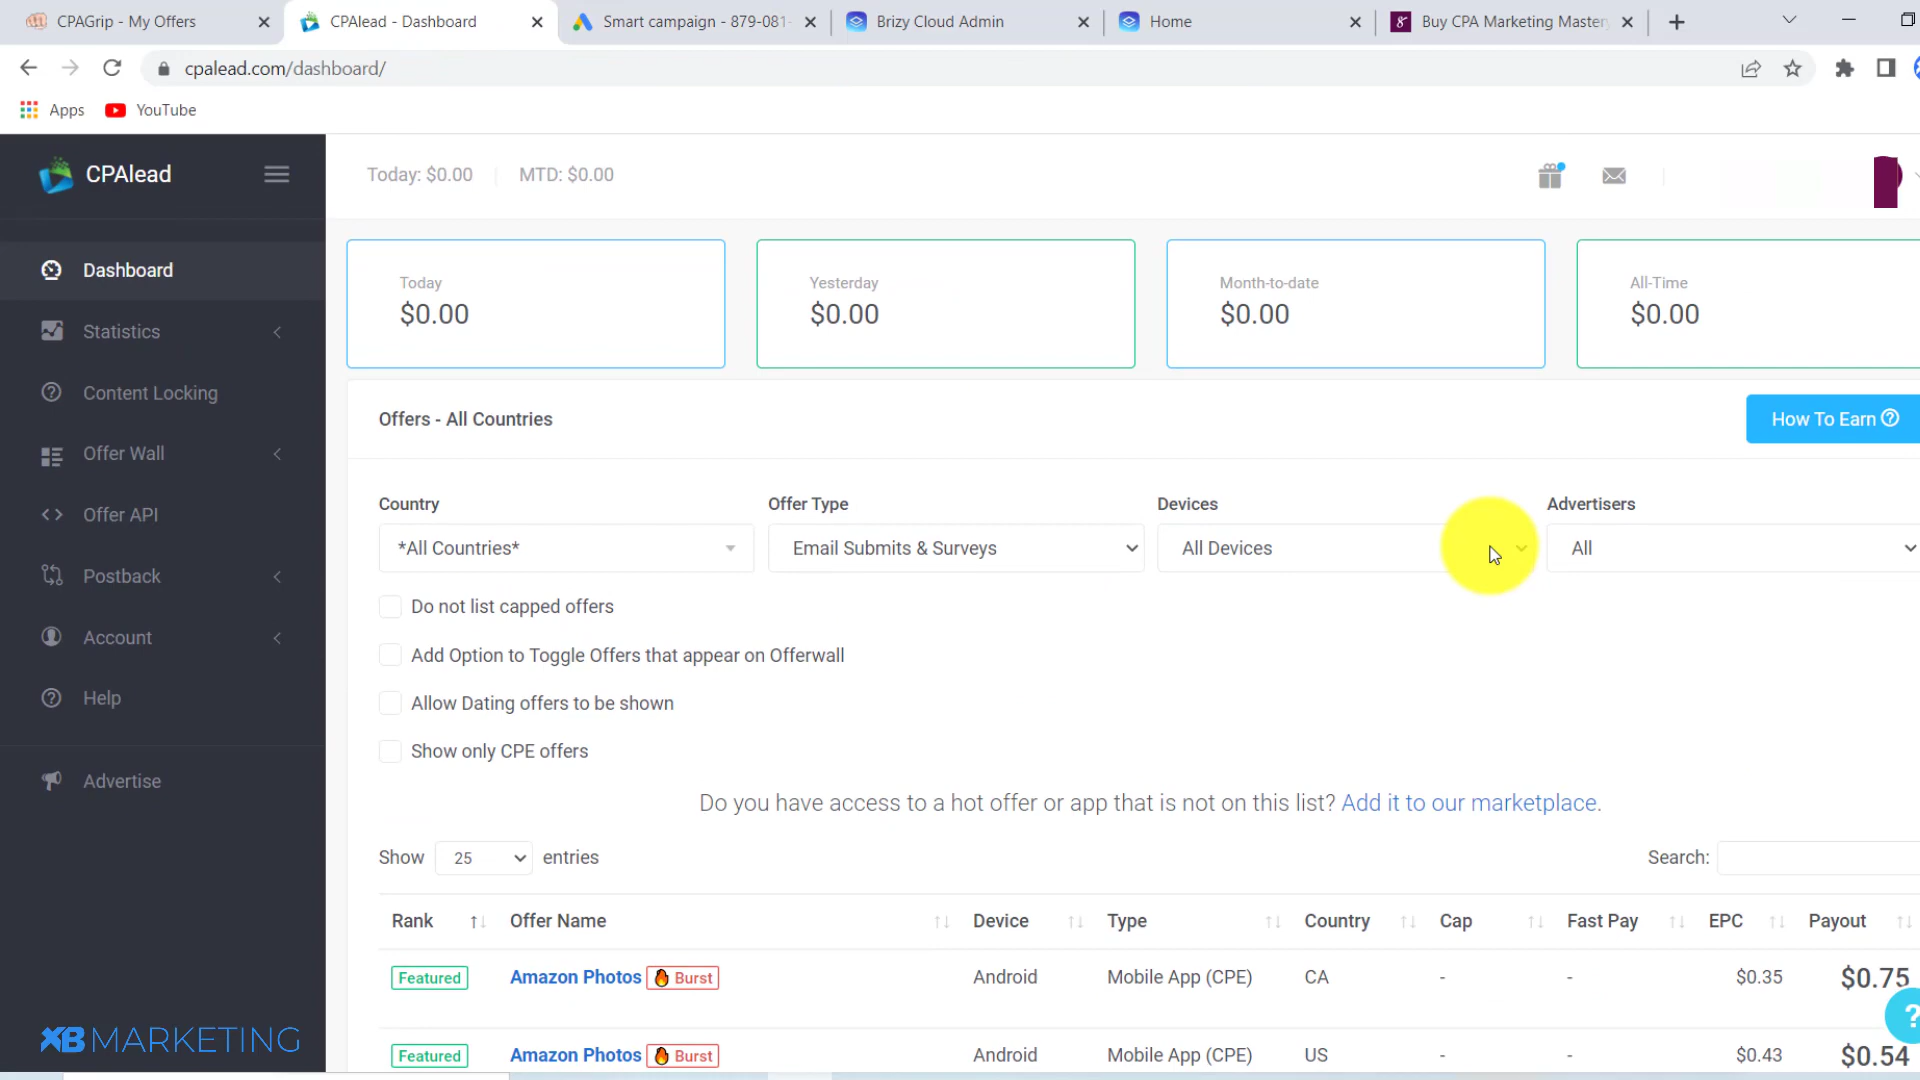 CPAGrip - My Offers
CPAlead - Dashboard
Smart campaign - 879-081-
Brizy Cloud Admin
Home
Buy CPA Marketing Mastery
cpalead.com/dashboard/
Apps
YouTube
CPAlead
Today: $0.00
MTD: $0.00
Dashboard
Statistics
Content Locking
Offer Wall
Offer API
Postback
Account
Help
Advertise
XB MARKETING
Today
$0.00
Yesterday
$0.00
Month-to-date
$0.00
All-Time
$0.00
Offers - All Countries
How To Earn
Country
Offer Type
Devices
Advertisers
*All Countries*
Email Submits & Surveys
All Devices
All
Do not list capped offers
Add Option to Toggle Offers that appear on Offerwall
Allow Dating offers to be shown
Show only CPE offers
Do you have access to a hot offer or app that is not on this list? Add it to our marketplace.
Show 25 entries
Search:
Rank Offer Name Device Type Country Cap Fast Pay EPC Payout
Featured Amazon Photos Burst Android Mobile App (CPE) CA - - $0.35 $0.75
Featured Amazon Photos Burst Android Mobile App (CPE) US - - $0.43 $0.54